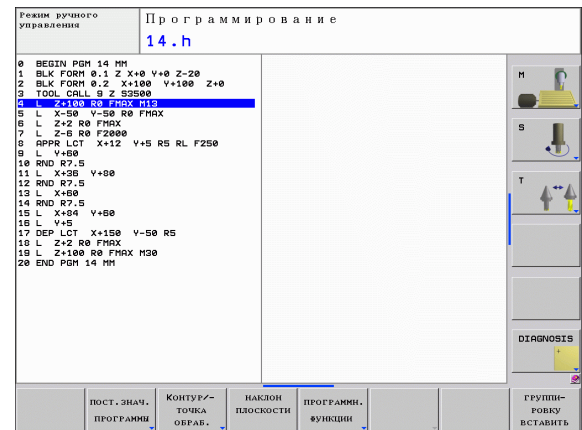 Режим ручного
управления
Программирование
14.h
0 BEGIN PGM 14 MM
1 BLK FORM 0.1 Z X+0 Y+0 Z-20
2 BLK FORM 0.2 X+100 Y+100 Z+0
3 TOOL CALL 9 Z S3500
4 L Z+100 R0 FMAX M13
5 L X-50 Y-50 R0 FMAX
6 L Z+2 R0 FMAX
7 L Z-6 R0 F2000
8 APPR LCT X+12 Y+5 R5 RL F250
9 L Y+60
10 RND R7.5
11 L X+36 Y+80
12 RND R7.5
13 L X+60
14 RND R7.5
15 L X+84 Y+60
16 L Y+5
17 DEP LCT X+150 Y-50 R5
18 L Z+2 R0 FMAX
19 L Z+100 R0 FMAX M30
20 END PGM 14 MM
M
S
T
DIAGNOSIS
ПОСТ.ЗНАЧ.
ПРОГРАММЫ
КОНТУР/-
ТОЧКА
ОБРАБ.
НАКЛОН
ПЛОСКОСТИ
ПРОГРАММН.
ФУНКЦИИ
ГРУППИ-
РОВКУ
ВСТАВИТЬ